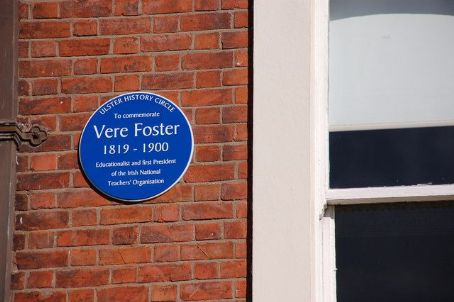 ULSTER HISTORY CIRCLE
To commemorate
Vere Foster
1819 - 1900
Educationalist and first President
of the Irish National
Teachers' Organisation